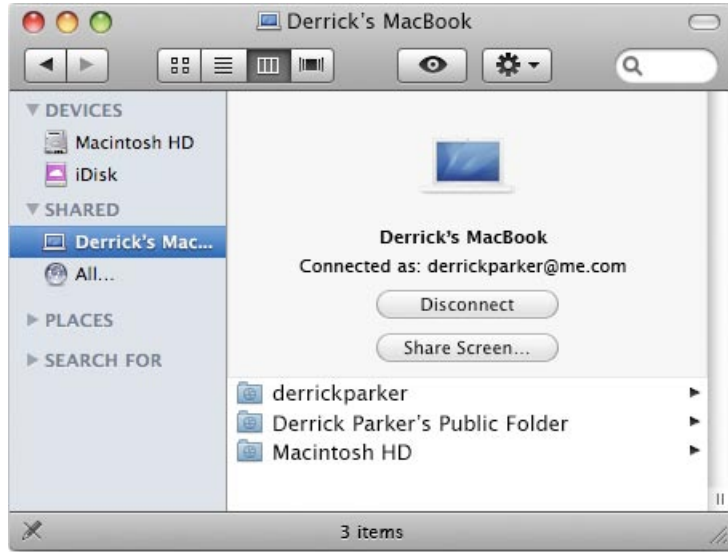 Derrick's MacBook
DEVICES
Macintosh HD
iDisk
SHARED
Derrick's Mac...
All...
PLACES
SEARCH FOR
Derrick's MacBook
Connected as: derrickparker@me.com
Disconnect
Share Screen...
derrickparker
Derrick Parker's Public Folder
Macintosh HD
3 items